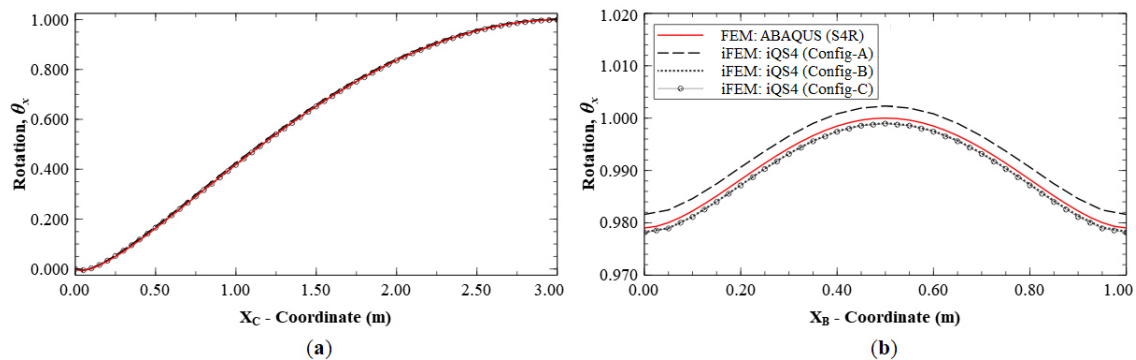 1.000
0.800
0.600
0.400
0.200
0.000
Rotation, θx
0.00 0.50 1.00 1.50 2.00 2.50 3.00
XC - Coordinate (m)
(a)
1.020
1.010
1.000
0.990
0.980
0.970
Rotation, θx
FEM: ABAQUS (S4R)
iFEM: iQS4 (Config-A)
iFEM: iQS4 (Config-B)
iFEM: iQS4 (Config-C)
0.00 0.20 0.40 0.60 0.80 1.00
XB - Coordinate (m)
(b)